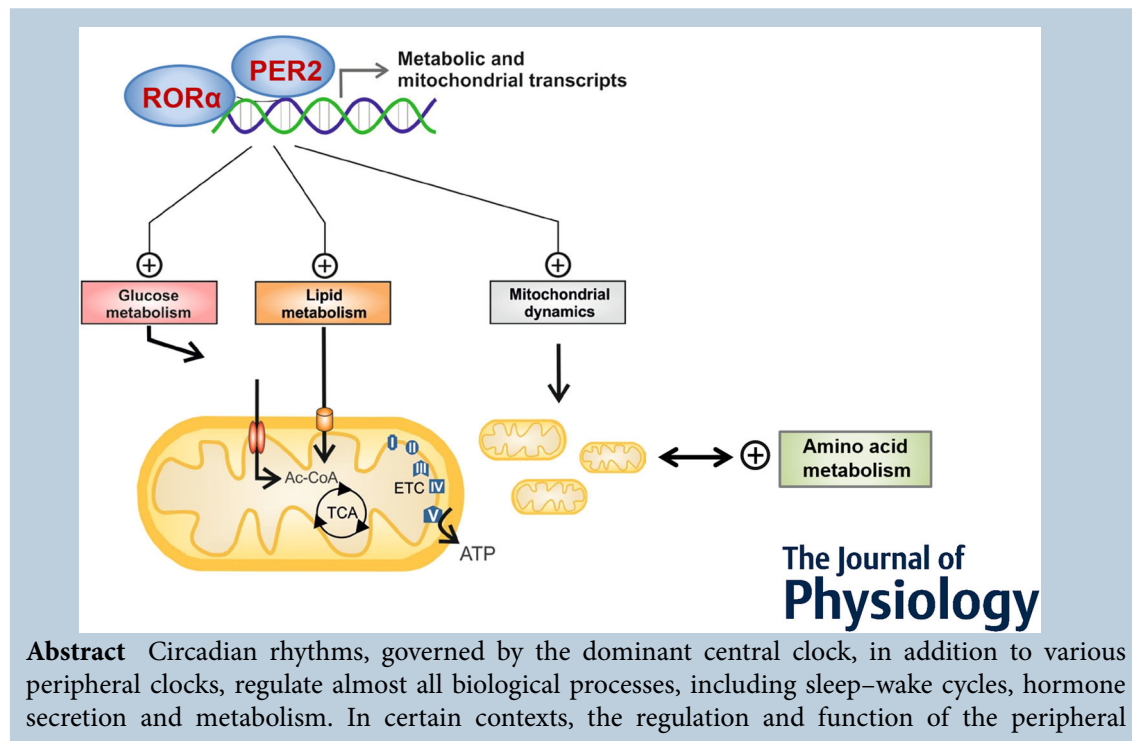 PER2
RORα
Metabolic and
mitochondrial transcripts
Glucose
metabolism
Lipid
metabolism
Mitochondrial
dynamics
Ac-CoA
TCA
ETC
I
II
III
IV
V
ATP
Amino acid
metabolism
The Journal of
Physiology
Abstract Circadian rhythms, governed by the dominant central clock, in addition to various
peripheral clocks, regulate almost all biological processes, including sleep–wake cycles, hormone
secretion and metabolism. In certain contexts, the regulation and function of the peripheral